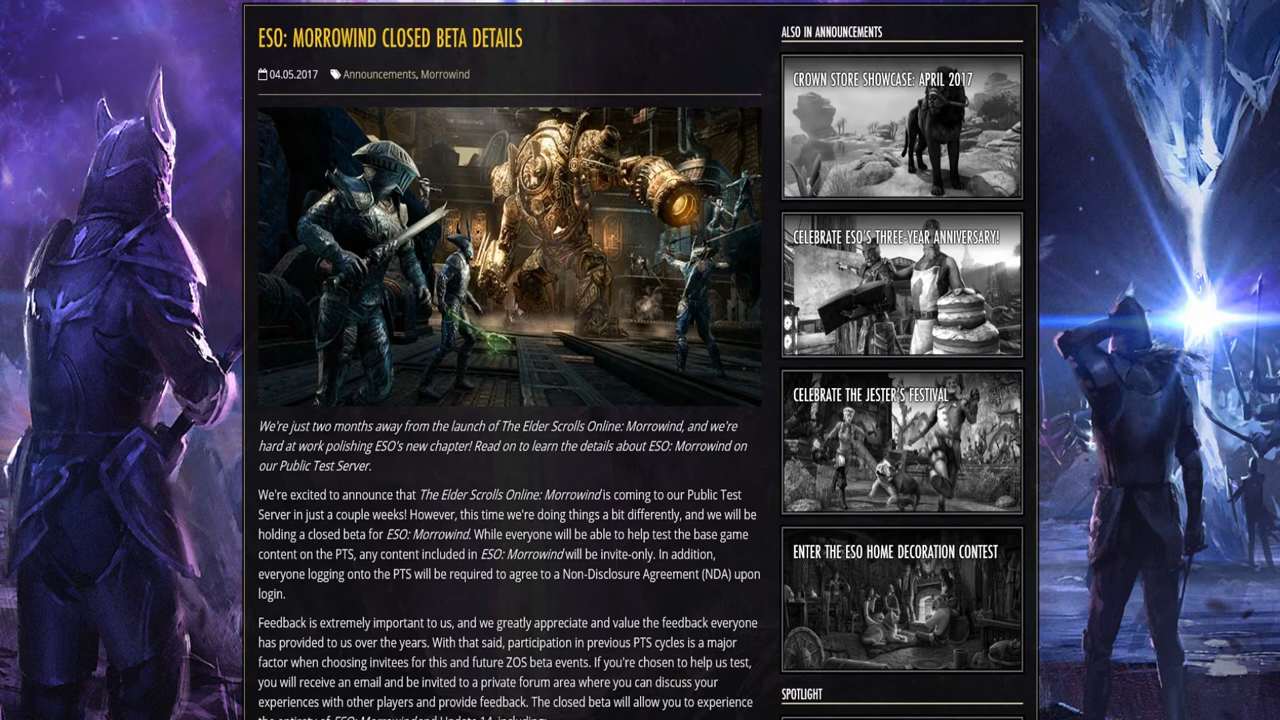 ESO: MORROWIND CLOSED BETA DETAILS
04.05.2017 Announcements, Morrowind
We're just two months away from the launch of The Elder Scrolls Online: Morrowind, and we're
hard at work polishing ESO's new chapter! Read on to learn the details about ESO: Morrowind on
our Public Test Server.
We're excited to announce that The Elder Scrolls Online: Morrowind is coming to our Public Test
Server in just a couple weeks! However, this time we're doing things a bit differently, and we will be
holding a closed beta for ESO: Morrowind. While everyone will be able to help test the base game
content on the PTS, any content included in ESO: Morrowind will be invite-only. In addition,
everyone logging onto the PTS will be required to agree to a Non-Disclosure Agreement (NDA) upon
login.
Feedback is extremely important to us, and we greatly appreciate and value the feedback everyone
has provided to us over the years. With that said, participation in previous PTS cycles is a major
factor when choosing invitees for this and future ZOS beta events. If you're chosen to help us test,
you will receive an email and be invited to a private forum area where you can discuss your
experiences with other players and provide feedback. The closed beta will allow you to experience
the entirety of ESO: Morrowind and Update 14, including:
ALSO IN ANNOUNCEMENTS
CROWN STORE SHOWCASE: APRIL 2017
CELEBRATE ESO'S THREE-YEAR ANNIVERSARY!
CELEBRATE THE JESTER'S FESTIVAL
ENTER THE ESO HOME DECORATION CONTEST
SPOTLIGHT